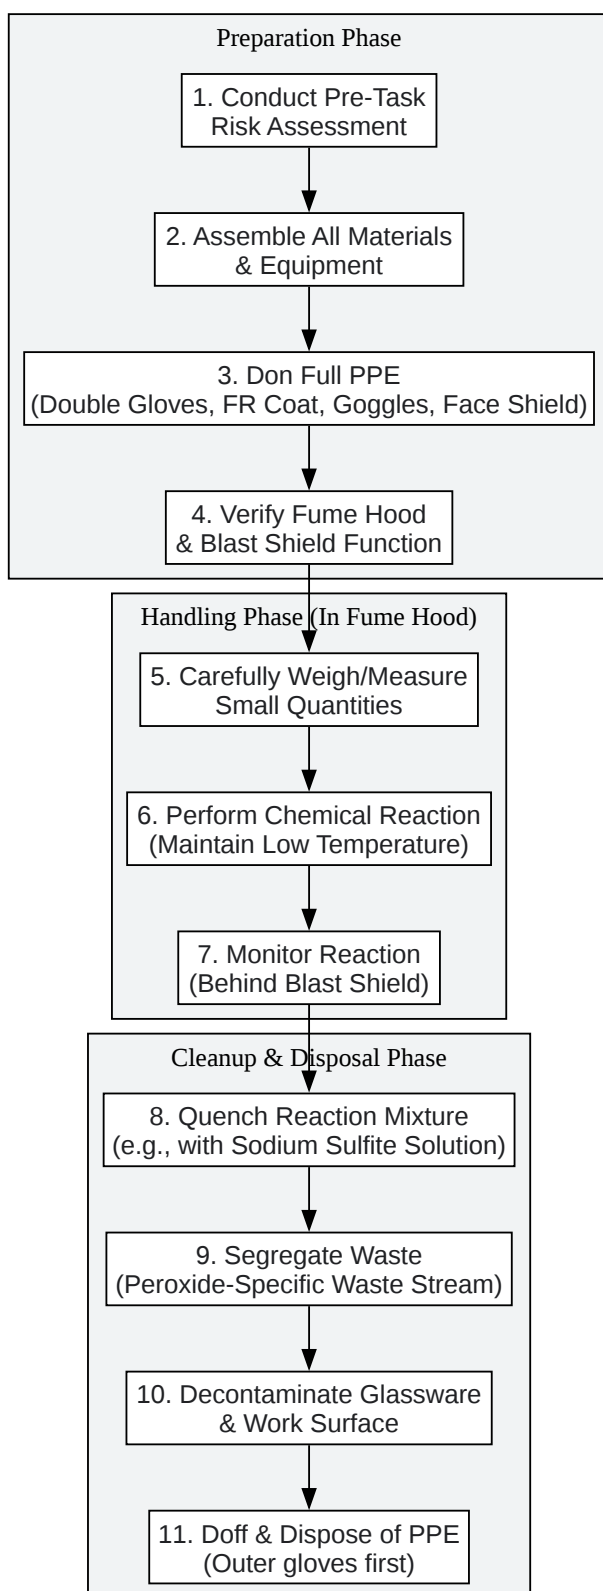 Preparation Phase
1. Conduct Pre-Task
Risk Assessment
2. Assemble All Materials
& Equipment
3. Don Full PPE
(Double Gloves, FR Coat, Goggles, Face Shield)
4. Verify Fume Hood
& Blast Shield Function
Handling Phase (In Fume Hood)
5. Carefully Weigh/Measure
Small Quantities
6. Perform Chemical Reaction
(Maintain Low Temperature)
7. Monitor Reaction
(Behind Blast Shield)
Cleanup & Disposal Phase
8. Quench Reaction Mixture
(e.g., with Sodium Sulfite Solution)
9. Segregate Waste
(Peroxide-Specific Waste Stream)
10. Decontaminate Glassware
& Work Surface
11. Doff & Dispose of PPE
(Outer gloves first)